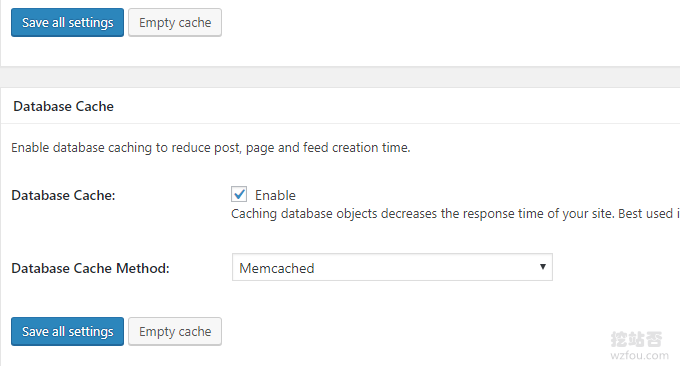 Save all settings Empty cache
Database Cache
Enable database caching to reduce post, page and feed creation time.
Database Cache: Enable
Caching database objects decreases the response time of your site. Best used i
Database Cache Method: Memcached
Save all settings Empty cache
挖站否
wzfou.com